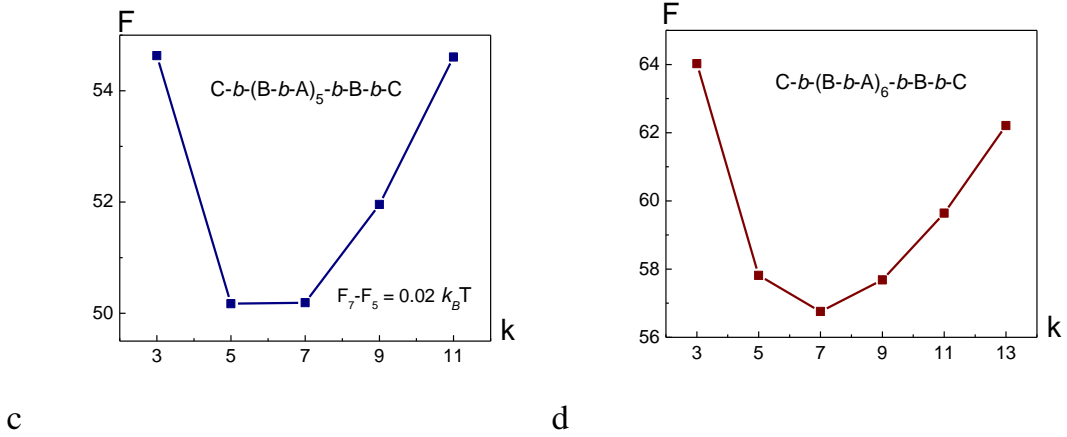 F
54
52
50
C-b-(B-b-A)5-b-B-b-C
F7-F5 = 0.02 kBT
3 5 7 9 11
k
c
F
64
62
60
58
56
C-b-(B-b-A)6-b-B-b-C
3 5 7 9 11 13
k
d